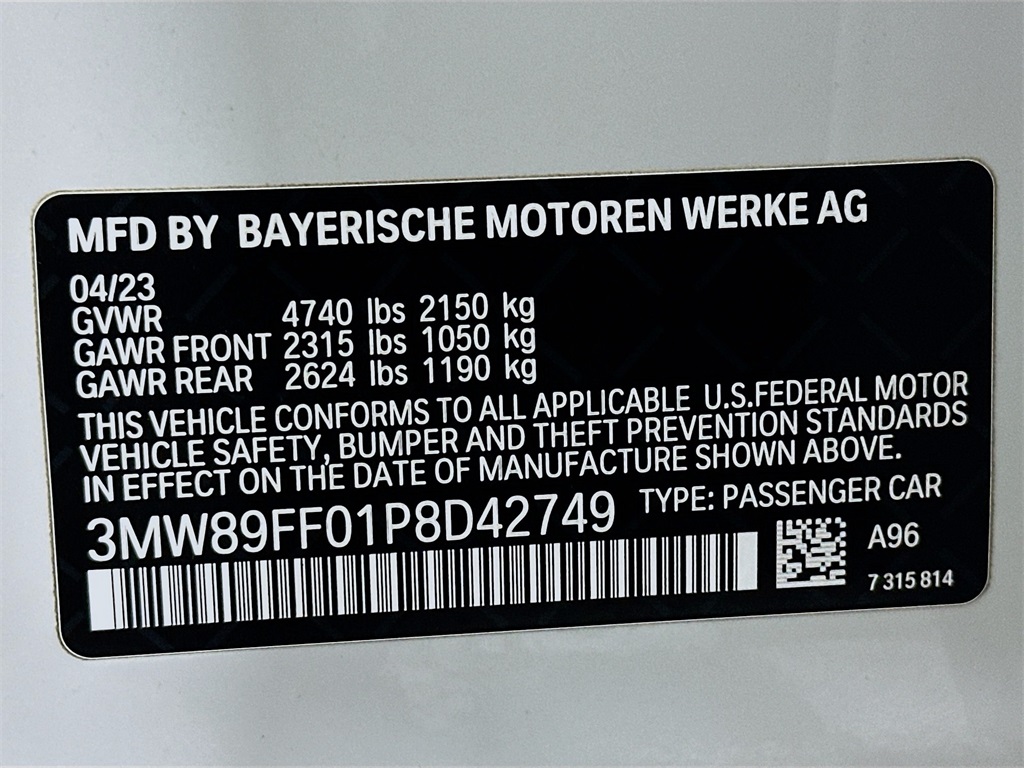 MFD BY BAYERISCHE MOTOREN WERKE AG
04/23
GVWR 4740 lbs 2150 kg
GAWR FRONT 2315 lbs 1050 kg
GAWR REAR 2624 lbs 1190 kg
THIS VEHICLE CONFORMS TO ALL APPLICABLE U.S.FEDERAL MOTOR
VEHICLE SAFETY, BUMPER AND THEFT PREVENTION STANDARDS
IN EFFECT ON THE DATE OF MANUFACTURE SHOWN ABOVE.
3MW89FF01P8D42749 TYPE: PASSENGER CAR
A96
7 315 814